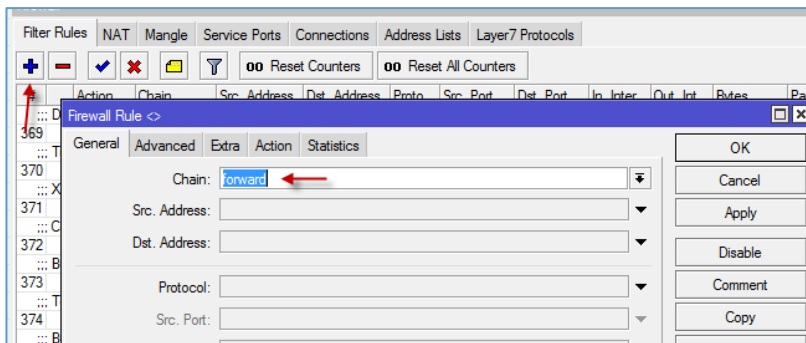 Filter Rules NAT Mangle Service Ports Connections Address Lists Layer7 Protocols
00 Reset Counters 00 Reset All Counters
# Action Chain Src. Address Dst. Address Proto... Src. Port Dst. Port In. Inter... Out. Int... Bytes
Firewall Rule <>
General Advanced Extra Action Statistics
Chain: forward
Src. Address:
Dst. Address:
Protocol:
Src. Port:
OK
Cancel
Apply
Disable
Comment
Copy
;;; D
369
;;; T
370
;;; X
371
;;; C
372
;;; B
373
;;; T
374
;;; B